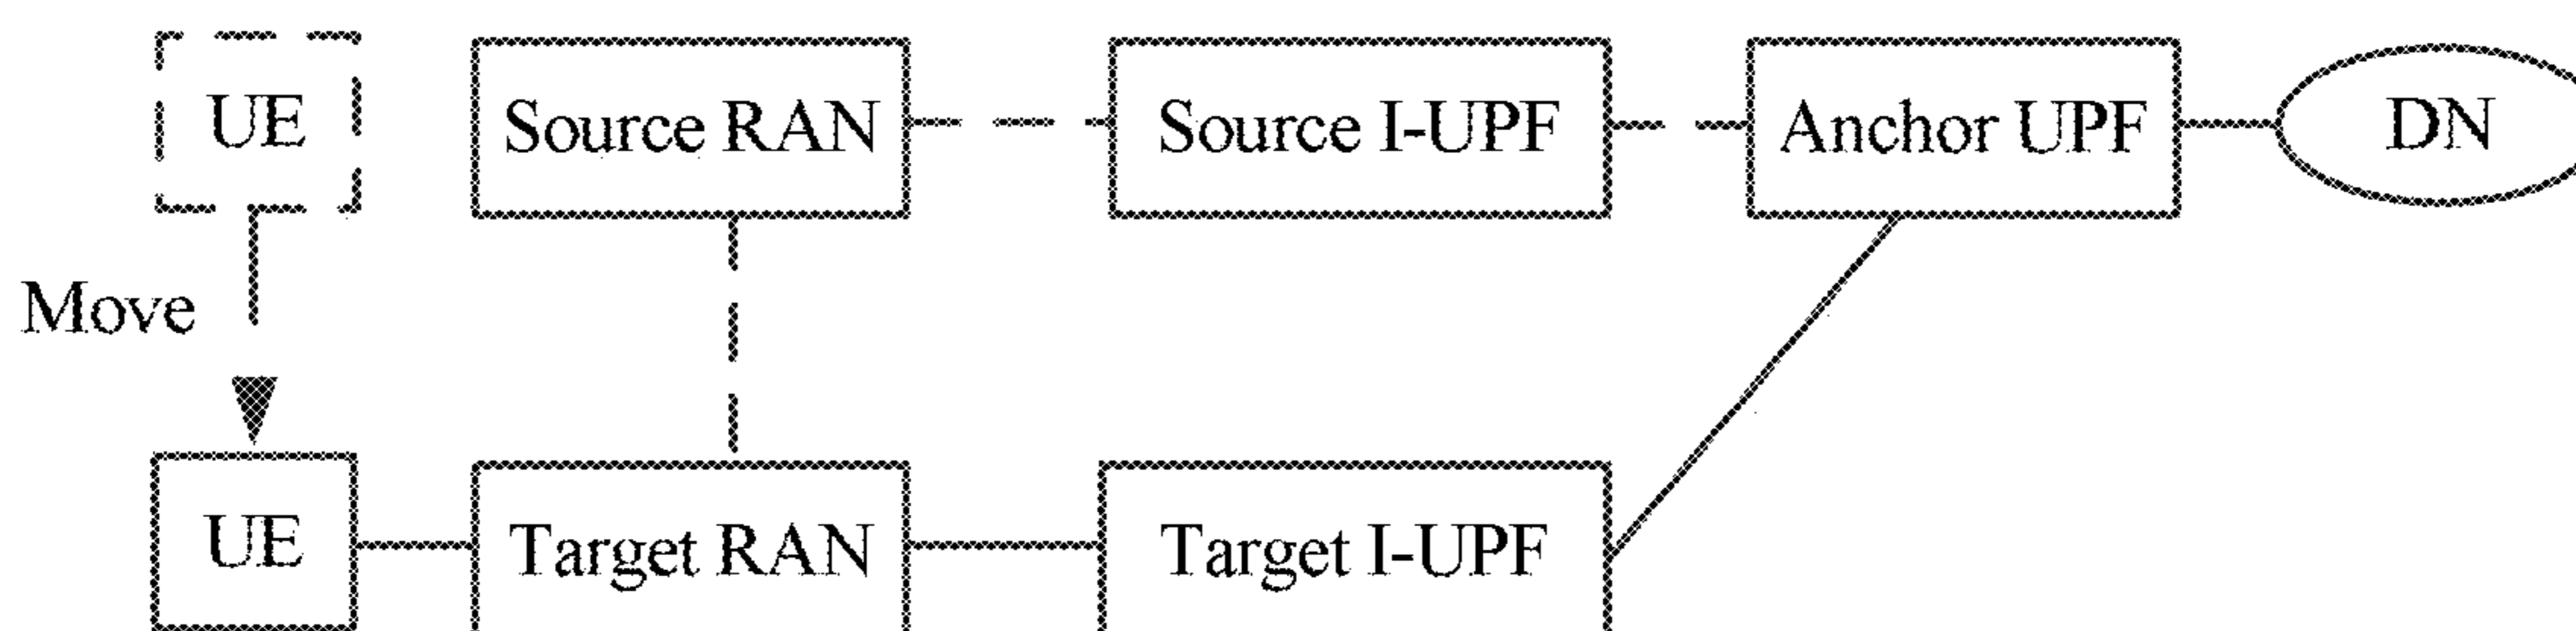 UE
Source RAN
Source I-UPF
Anchor UPF
DN
Move
UE
Target RAN
Target I-UPF